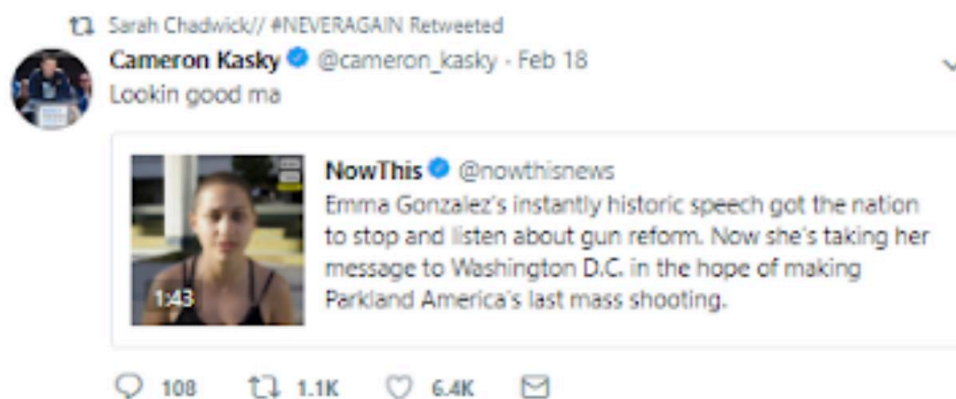 Sarah Chadwick// #NEVERAGAIN Retweeted
Cameron Kasky @cameron_kasky - Feb 18
Lookin good ma
NowThis @nowthisnews
Emma Gonzalez's instantly historic speech got the nation
to stop and listen about gun reform. Now she's taking her
message to Washington D.C. in the hope of making
Parkland America's last mass shooting.
1:43
108 1.1K 6.4K